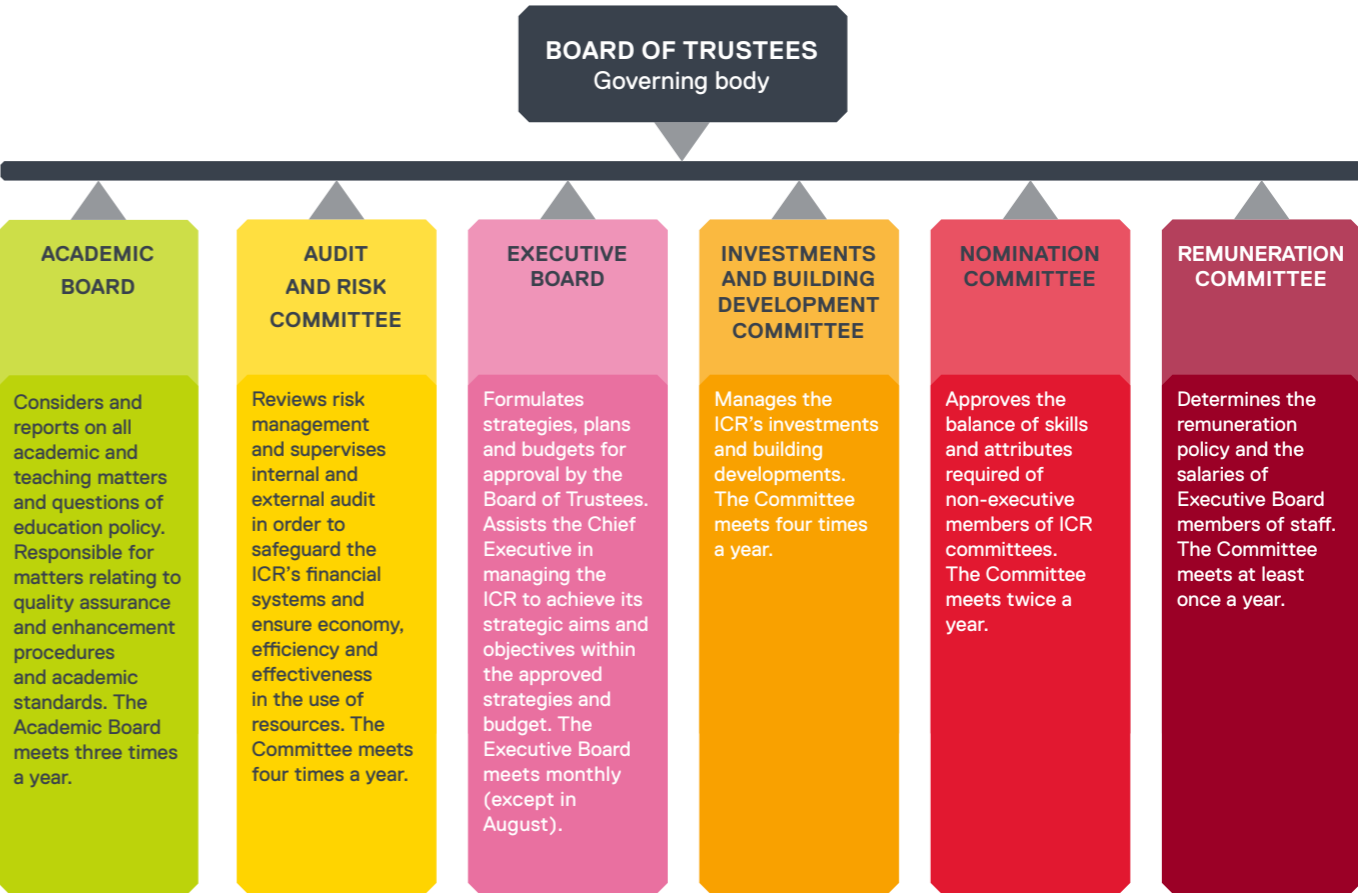 BOARD OF TRUSTEES
Governing body
ACADEMIC
BOARD
Considers and
reports on all
academic and
teaching matters
and questions of
education policy.
Responsible for
matters relating to
quality assurance
and enhancement
procedures
and academic
standards. The
Academic Board
meets three times
a year.
AUDIT
AND RISK
COMMITTEE
Reviews risk
management
and supervises
internal and
external audit
in order to
safeguard the
ICR's financial
systems and
ensure economy,
efficiency and
effectiveness
in the use of
resources. The
Committee meets
four times a year.
EXECUTIVE
BOARD
Formulates
strategies, plans
and budgets for
approval by the
Board of Trustees.
Assists the Chief
Executive in
managing the
ICR to achieve its
strategic aims and
objectives within
the approved
strategies and
budget. The
Executive Board
meets monthly
(except in
August).
INVESTMENTS
AND BUILDING
DEVELOPMENT
COMMITTEE
Manages the
ICR's investments
and building
developments.
The Committee
meets four times
a year.
NOMINATION
COMMITTEE
Approves the
balance of skills
and attributes
required of
non-executive
members of ICR
committees.
The Committee
meets twice a
year.
REMUNERATION
COMMITTEE
Determines the
remuneration
policy and the
salaries of
Executive Board
members of staff.
The Committee
meets at least
once a year.